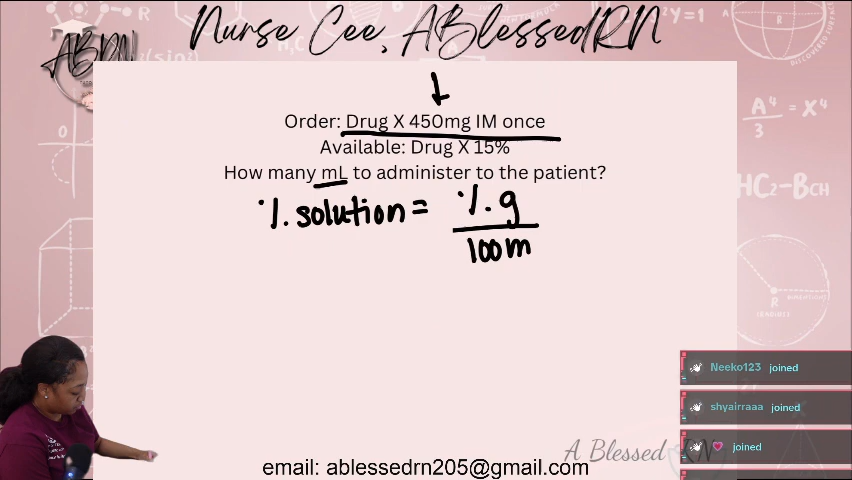 Nurse Cee, ABlessedRN
ABRN
Order: Drug X 450mg IM once
Available: Drug X 15%
How many mL to administer to the patient?
%. solution = %. g
100m
Neeko123 joined
shyairraaa joined
joined
A Blessed RN
email: ablessedrn205@gmail.com